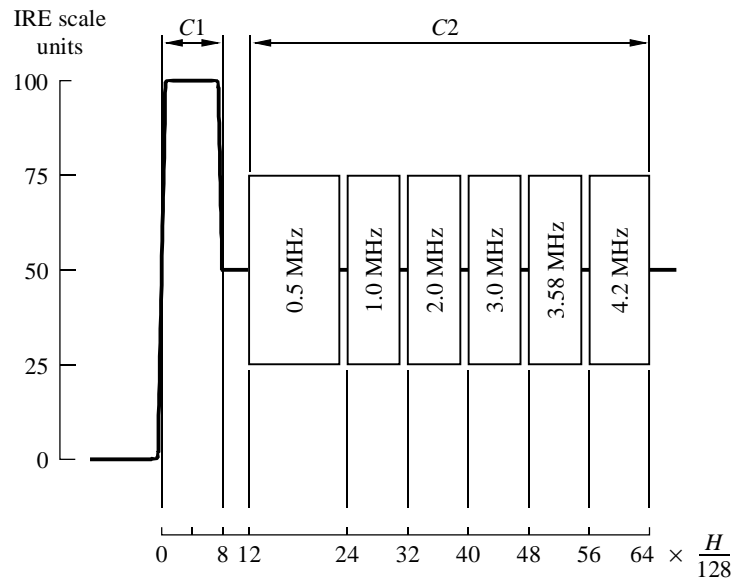 IRE scale
units
C1
C2
100
75
50
25
0
0.5 MHz
1.0 MHz
2.0 MHz
3.0 MHz
3.58 MHz
4.2 MHz
0 8 12 24 32 40 48 56 64 × H/128